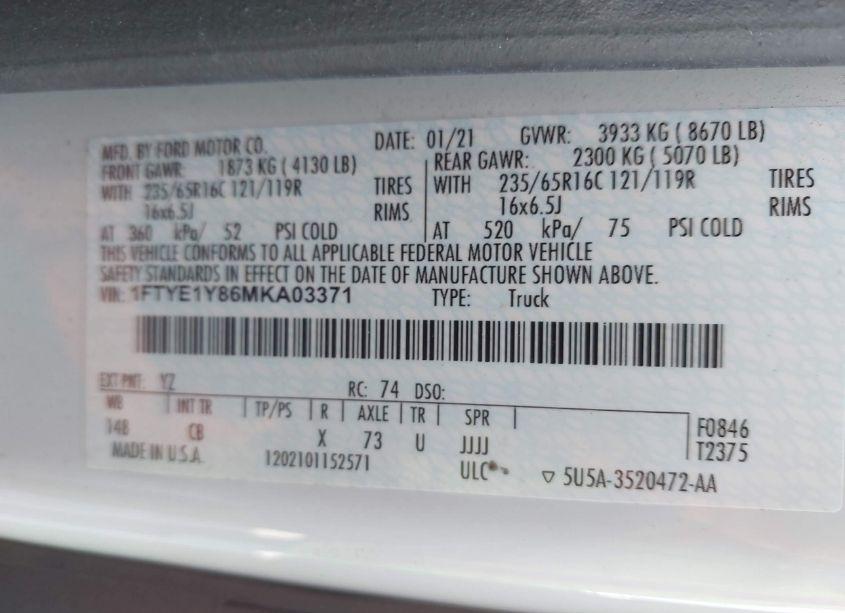 MFD. BY FORD MOTOR CO. DATE: 01/21 GVWR: 3933 KG ( 8670 LB)
FRONT GAWR: 1873 KG ( 4130 LB) REAR GAWR: 2300 KG ( 5070 LB)
WITH 235/65R16C 121/119R TIRES WITH 235/65R16C 121/119R TIRES
16x6.5J RIMS 16x6.5J RIMS
AT 360 kPa/ 52 PSI COLD AT 520 kPa/ 75 PSI COLD
THIS VEHICLE CONFORMS TO ALL APPLICABLE FEDERAL MOTOR VEHICLE
SAFETY STANDARDS IN EFFECT ON THE DATE OF MANUFACTURE SHOWN ABOVE.
VIN: 1FTYE1Y86MKA03371 TYPE: Truck
EXT PNT: YZ RC: 74 DSO:
WB INT TR TP/PS R AXLE TR SPR F0846
148 CB X 73 U JJJJ T2375
MADE IN U.S.A. 1202101152571 ULC ▽ 5U5A-3520472-AA